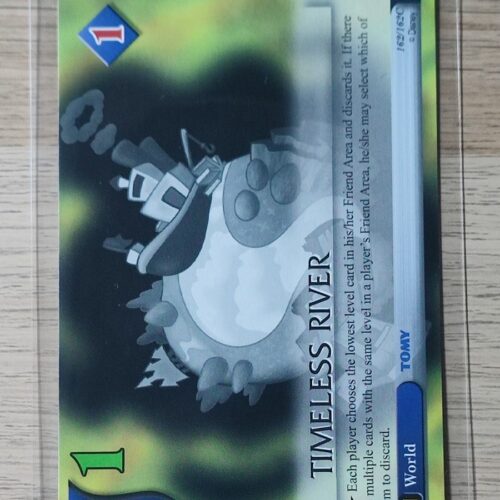 1
1
TIMELESS RIVER
Each player chooses the lowest level card in his/her Friend Area and discards it. If there
multiple cards with the same level in a player's Friend Area, he/she may select which of
m to discard.
World
TOMY
162/162C
© Disney